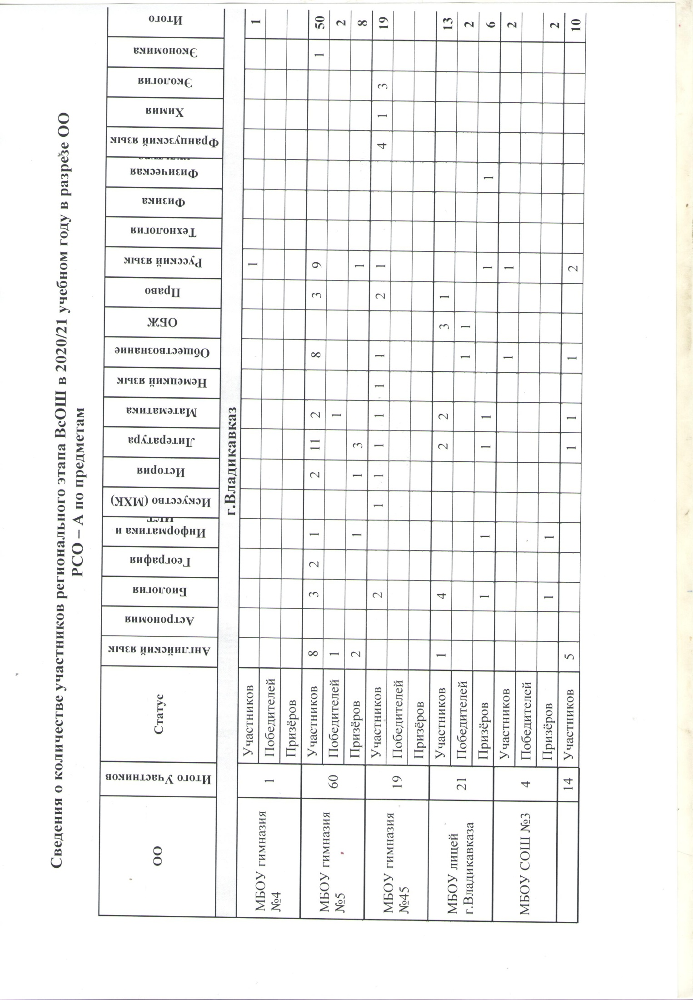 Сведения о количестве участников регионального этапа ВсОШ в 2020/21 учебном году в разрезе ОО
РСО – А по предметам
ОО Итого Участников Статус Английский язык Астрономия Биология География Информатика и ИКТ Искусство (МХК) История Литература Математика Немецкий язык Обществознание ОБЖ Право Русский язык Технология Физика Физическая Французский язык Химия Экология Экономика Итого
г.Владикавказ
МБОУ гимназия
№4
1
Участников 1 1
Победителей
Призёров
МБОУ гимназия
№5
60
Участников 8 3 2 1 2 11 2 8 3 9 1 50
Победителей 1 1 2
Призёров 2 1 1 3 1 8
МБОУ гимназия
№45
19
Участников 2 1 1 1 1 1 1 2 1 4 1 3 19
Победителей
Призёров
МБОУ лицей
г.Владикавказа
21
Участников 1 4 2 2 3 1 13
Победителей 1 1 2
Призёров 1 1 1 1 1 1 6
МБОУ СОШ №3
4
Участников 1 1 2
Победителей
Призёров 1 1 2
14
Участников 5 1 1 1 2 10